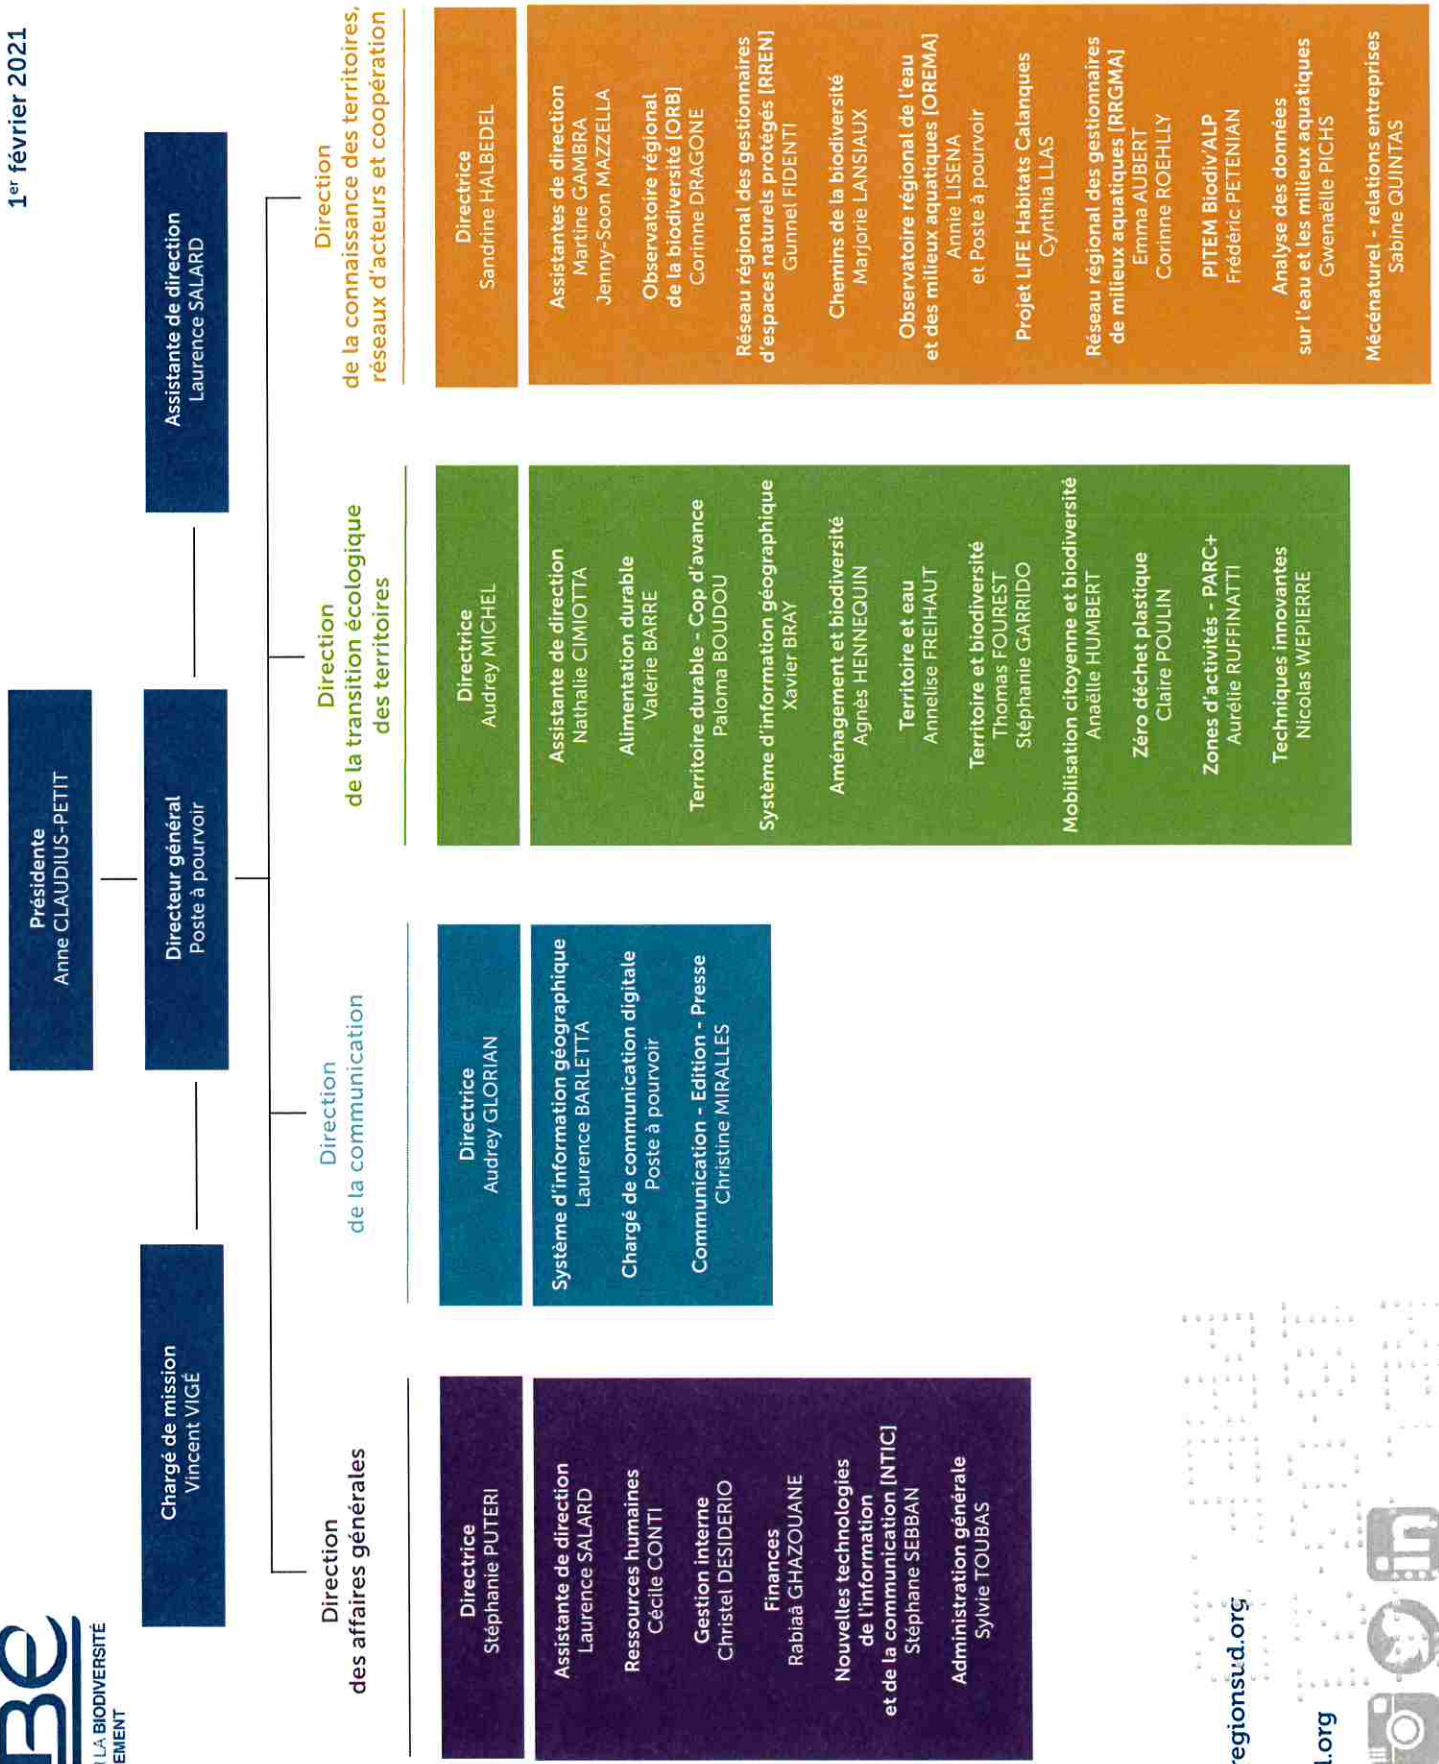 BE
LA BIODIVERSITÉ
EMENT
1er février 2021
Présidente
Anne CLAUDIUS-PETIT
Chargé de mission
Vincent VIGÉ
Directeur général
Poste à pourvoir
Assistante de direction
Laurence SALARD
Direction
des affaires générales
Directrice
Stéphanie PUTERI
Assistante de direction
Laurence SALARD
Ressources humaines
Cécile CONTI
Gestion interne
Christel DESIDERIO
Finances
Rabiaâ GHAZOUANE
Nouvelles technologies
de l'information
et de la communication [NTIC]
Stéphane SEBBAN
Administration générale
Sylvie TOUBAS
Direction
de la communication
Directrice
Audrey GLORIAN
Système d'information géographique
Laurence BARLETTA
Chargé de communication digitale
Poste à pourvoir
Communication - Edition - Presse
Christine MIRALLES
Direction
de la transition écologique
des territoires
Directrice
Audrey MICHEL
Assistante de direction
Nathalie CIMIOTTA
Alimentation durable
Valérie BARRE
Territoire durable - Cop d'avance
Paloma BOUDOU
Système d'information géographique
Xavier BRAY
Aménagement et biodiversité
Agnès HENNEQUIN
Territoire et eau
Annelise FREIHAUT
Territoire et biodiversité
Thomas FOUREST
Stéphanie GARRIDO
Mobilisation citoyenne et biodiversité
Anaëlle HUMBERT
Zéro déchet plastique
Claire POULIN
Zones d'activités - PARC+
Aurélie RUFFINATTI
Techniques innovantes
Nicolas WEPIERRE
Direction
de la connaissance des territoires,
réseaux d'acteurs et coopération
Directrice
Sandrine HALBEDEL
Assistantes de direction
Martine GAMBRA
Jenny-Soon MAZZELLA
Observatoire régional
de la biodiversité [ORB]
Corinne DRAGONE
Réseau régional des gestionnaires
d'espaces naturels protégés [RREN]
Gunnel FIDENTI
Chemins de la biodiversité
Marjorie LANSIAUX
Observatoire régional de l'eau
et des milieux aquatiques [OREMA]
Annie LISENA
et Poste à pourvoir
Projet LIFE Habitats Calanques
Cynthia LLAS
Réseau régional des gestionnaires
de milieux aquatiques [RRGMA]
Emma AUBERT
Corinne ROEHLLY
PITEM Biodiv'ALP
Frédéric PETENIAN
Analyse des données
sur l'eau et les milieux aquatiques
Gwenaëlle PICHS
Mécénaturel - relations entreprises
Sabine QUINTAS
regionsud.org
l.org
in